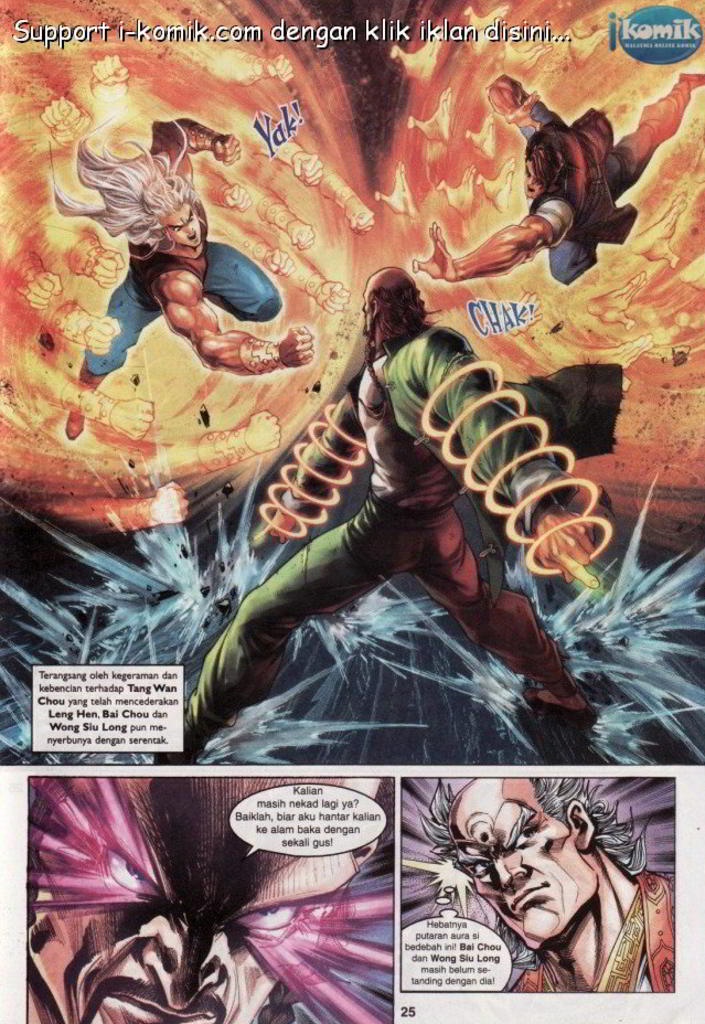 Support i-komik.com dengan klik iklan disini...
ikomik
MALAYSIA ONLINE KOMIK
Yak!
CHAK!
Terangsang oleh kegeraman dan
kebencian terhadap Tang Wan
Chou yang telah mencederakan
Leng Hen, Bai Chou dan
Wong Siu Long pun me-
nyerbunya dengan serentak.
Kalian
masih nekad lagi ya?
Baiklah, biar aku hantar kalian
ke alam baka dengan
sekali gus!
Hebatnya
putaran aura si
bedebah ini! Bai Chou
dan Wong Siu Long
masih belum se-
tanding dengan dia!
25